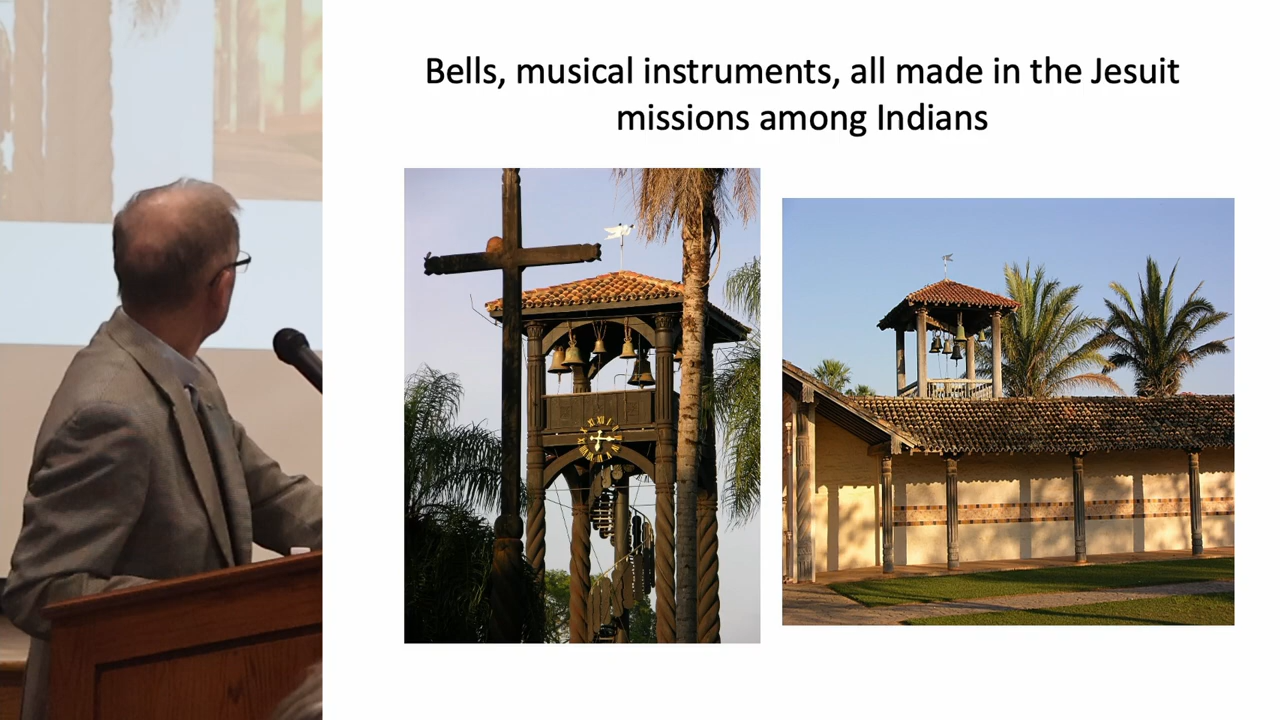 Bells, musical instruments, all made in the Jesuit
missions among Indians